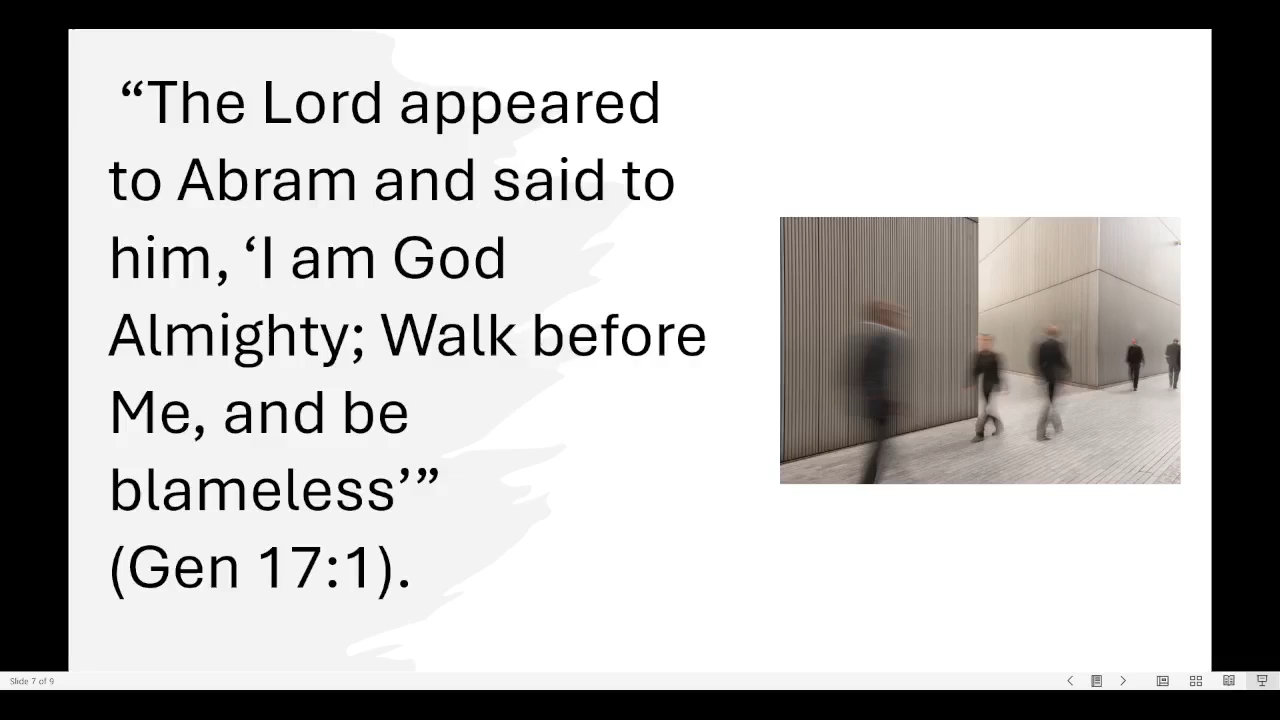 “The Lord appeared
to Abram and said to
him, ‘I am God
Almighty; Walk before
Me, and be
blameless’”
(Gen 17:1).
Slide 7 of 9